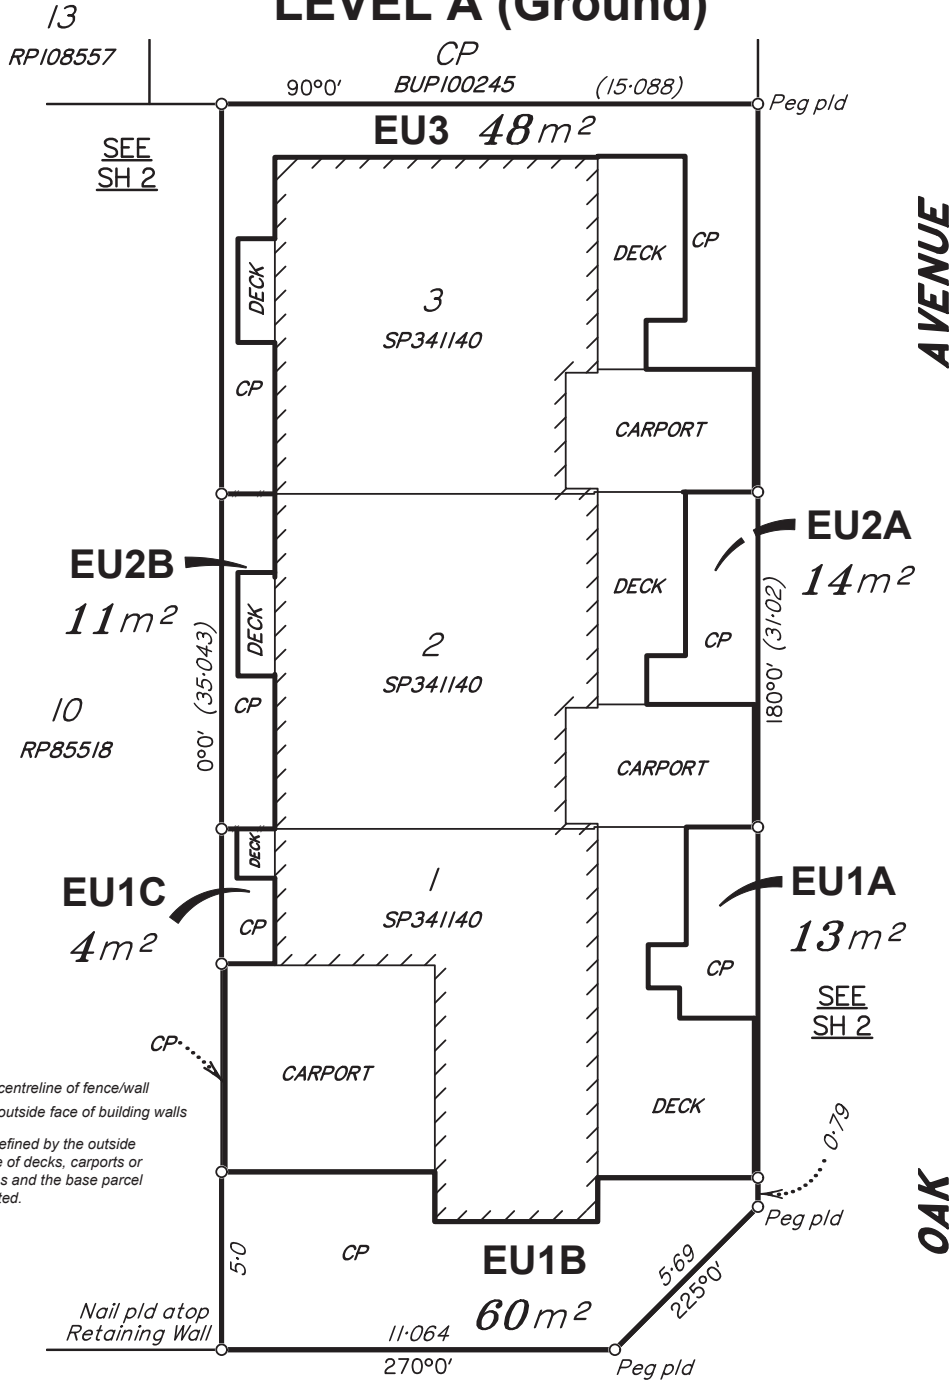 LEVEL A (Ground)
13
RP108557
CP
BUP100245
90°0'
(15·088)
Peg pld
EU3 48m²
SEE
SH 2
AVENUE
DECK
CP
DECK
3
SP341140
CP
CARPORT
EU2A
14m²
EU2B
11m²
DECK
DECK
2
SP341140
CP
CP
0°0' (35·043)
180°0' (31·02)
10
RP85518
CARPORT
DECK
EU1C
4m²
1
SP341140
CP
EU1A
13m²
CP
SEE
SH 2
CP
CARPORT
DECK
centreline of fence/wall
outside face of building walls
efined by the outside
e of decks, carports or
s and the base parcel
ted.
0·79
OAK
Peg pld
5·0
CP
EU1B
60m²
5·69
225°0'
Nail pld atop
Retaining Wall
11·064
270°0'
Peg pld